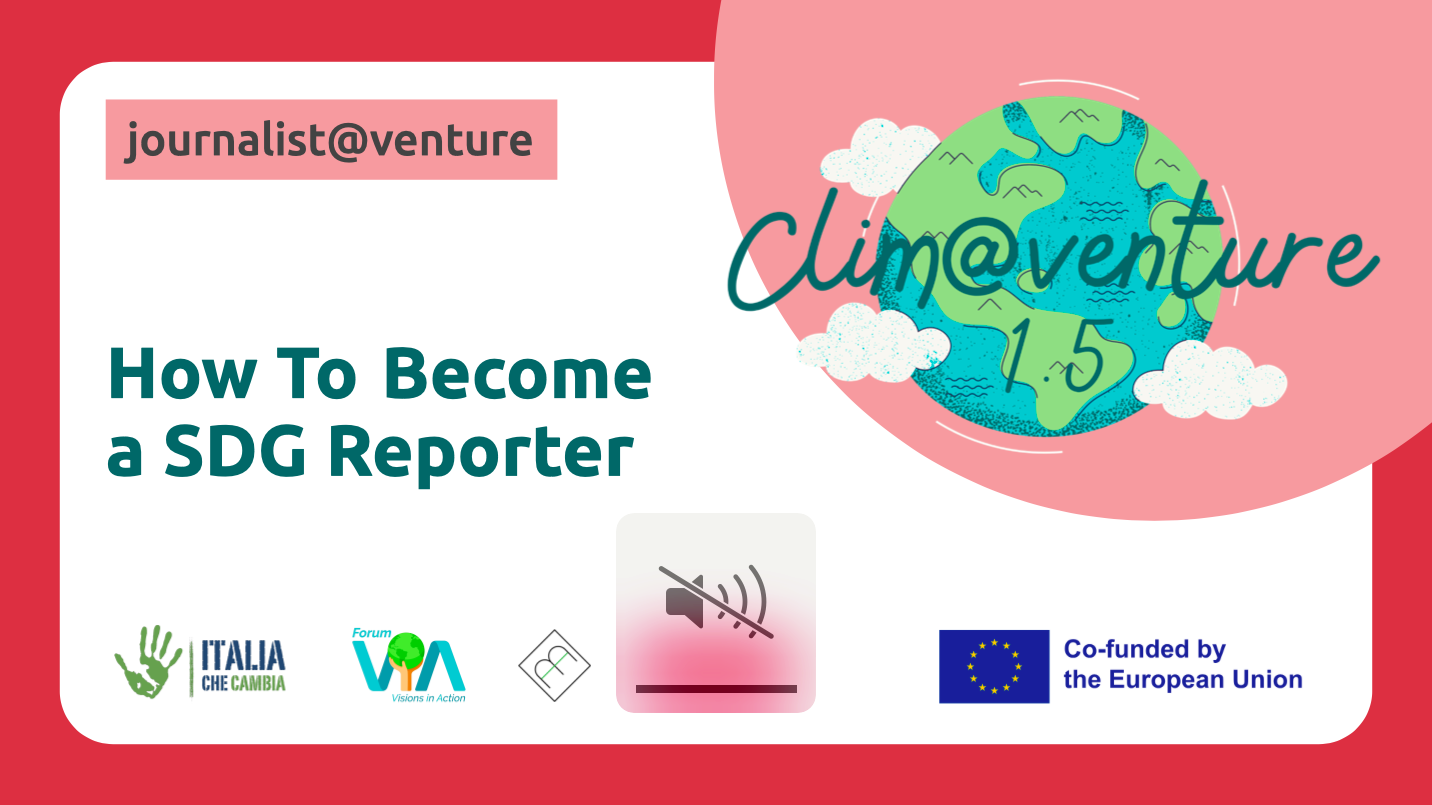 journalist@venture
Clim@venture
1.5
How To Become
a SDG Reporter
ITALIA
CHE CAMBIA
Forum
VIA
Visions in Action
Co-funded by
the European Union